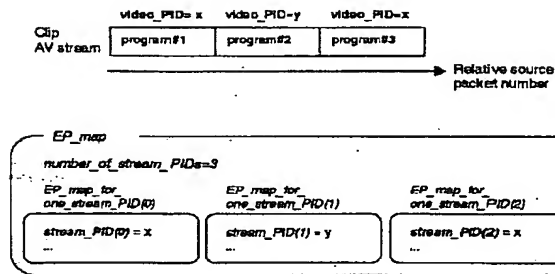 video_PID= x video_PID=y video_PID=x
Clip
AV stream
program#1 program#2 program#3
Relative source
packet number
EP_map
number_of_stream_PIDs=3
EP_map_for_
one_stream_PID(0)
EP_map_for_
one_stream_PID(1)
EP_map_for_
one_stream_PID(2)
stream_PID(0) = x
...
stream_PID(1) = y
...
stream_PID(2) = x
...